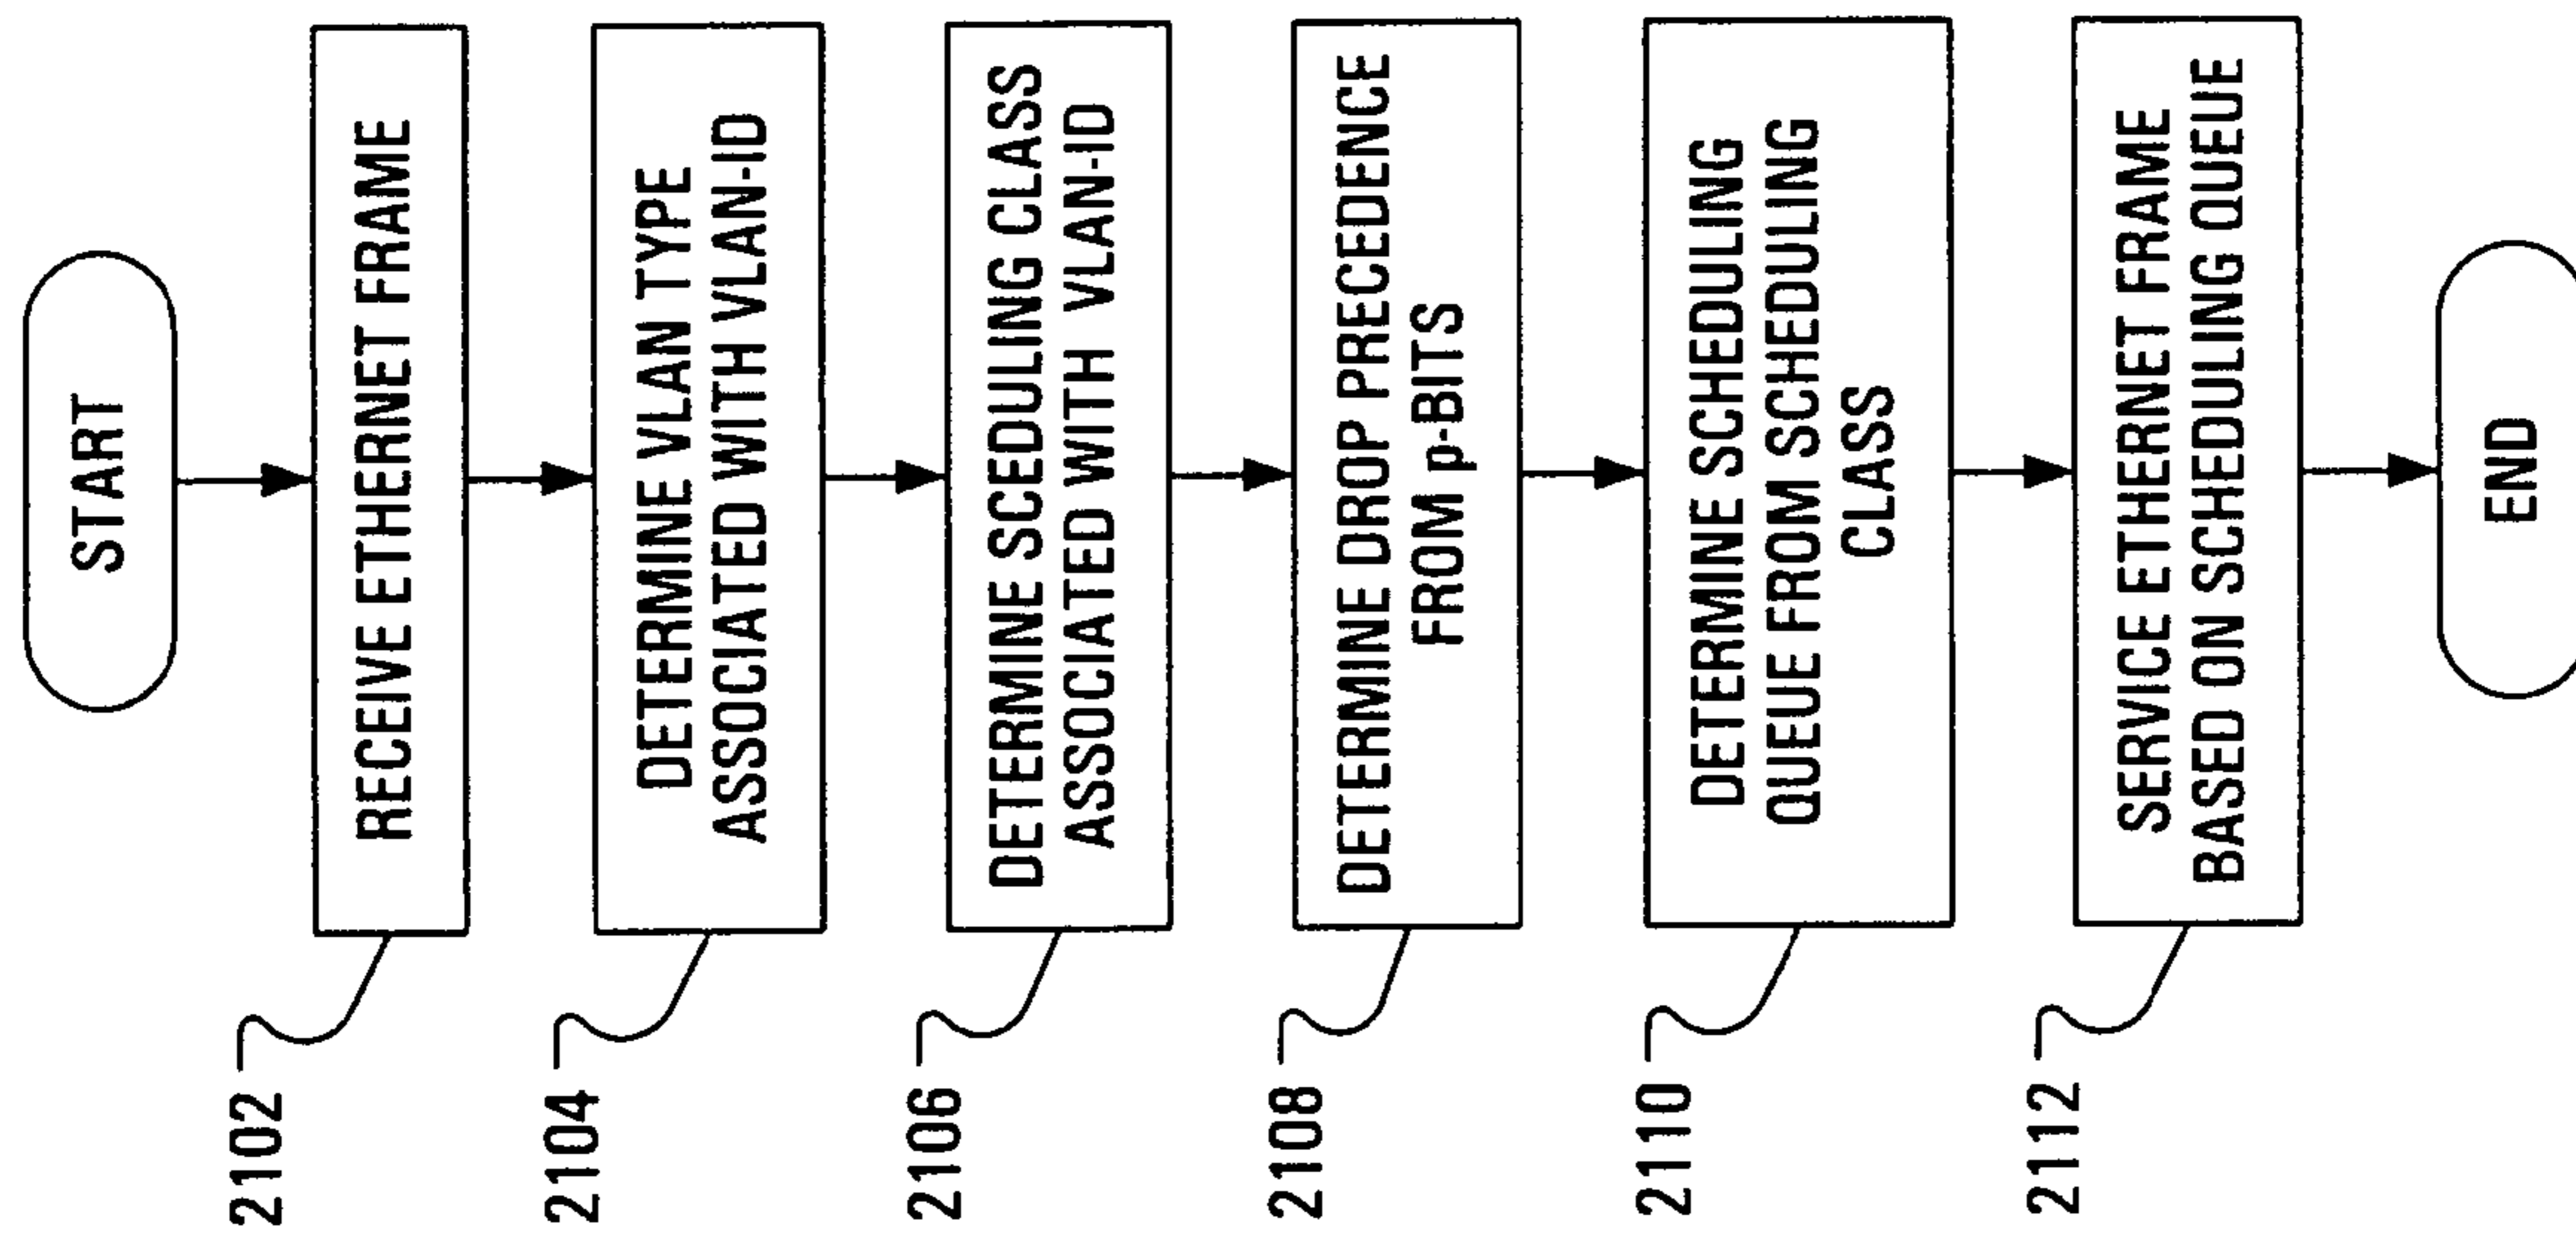 START
2102
RECEIVE ETHERNET FRAME
2104
DETERMINE VLAN TYPE
ASSOCIATED WITH VLAN-ID
2106
DETERMINE SCEDULING CLASS
ASSOCIATED WITH VLAN-ID
2108
DETERMINE DROP PRECEDENCE
FROM p-BITS
2110
DETERMINE SCHEDULING
QUEUE FROM SCHEDULING
CLASS
2112
SERVICE ETHERNET FRAME
BASED ON SCHEDULING QUEUE
END